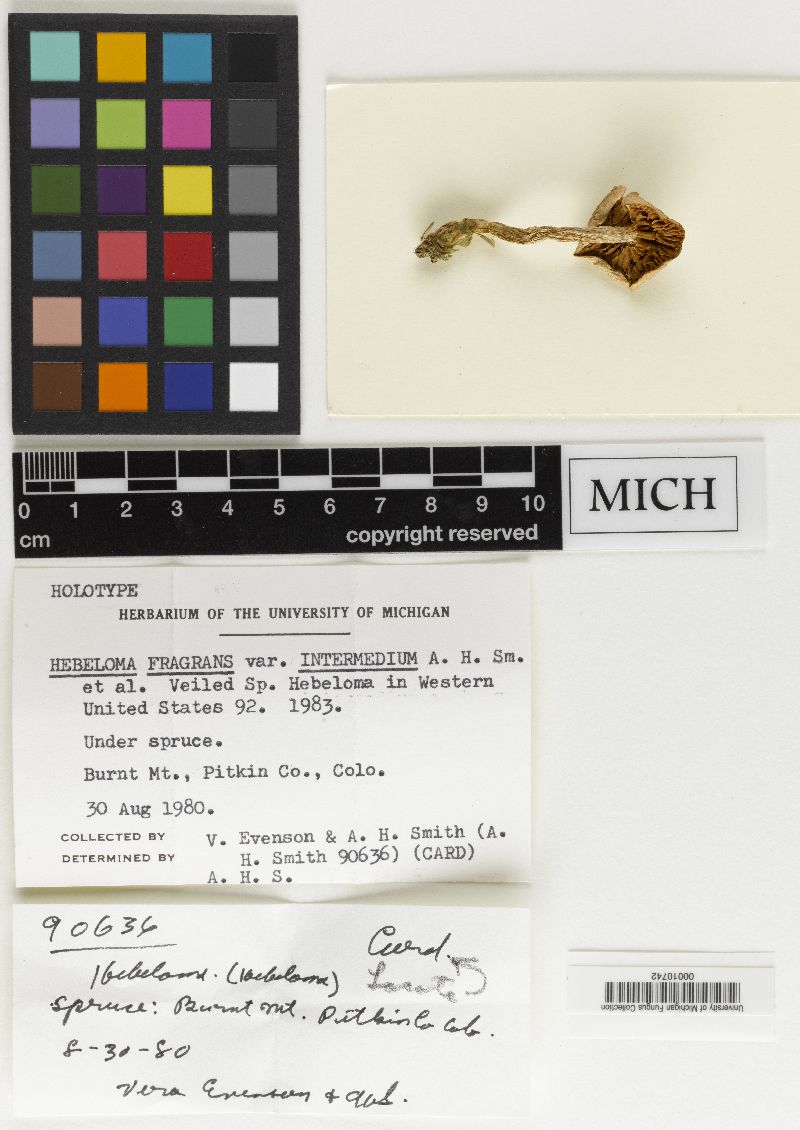 0 1 2 3 4 5 6 7 8 9 10
cm copyright reserved
MICH
HOLOTYPE
HERBARIUM OF THE UNIVERSITY OF MICHIGAN
HEBELOMA FRAGRANS var. INTERMEDIUM A. H. Sm.
et al. Veiled Sp. Hebeloma in Western
United States 92. 1983.
Under spruce.
Burnt Mt., Pitkin Co., Colo.
30 Aug 1980.
COLLECTED BY V. Evenson & A. H. Smith (A.
H. Smith 90636) (CARD)
DETERMINED BY
A. H. S.
90636
Card.
Hebeloma. (Hebeloma)
Spruce: Burnt Mt. Pitkin Co Colo.
8-30-80
Vera Evenson & AHS.
00010742
University of Michigan Fungus Collection